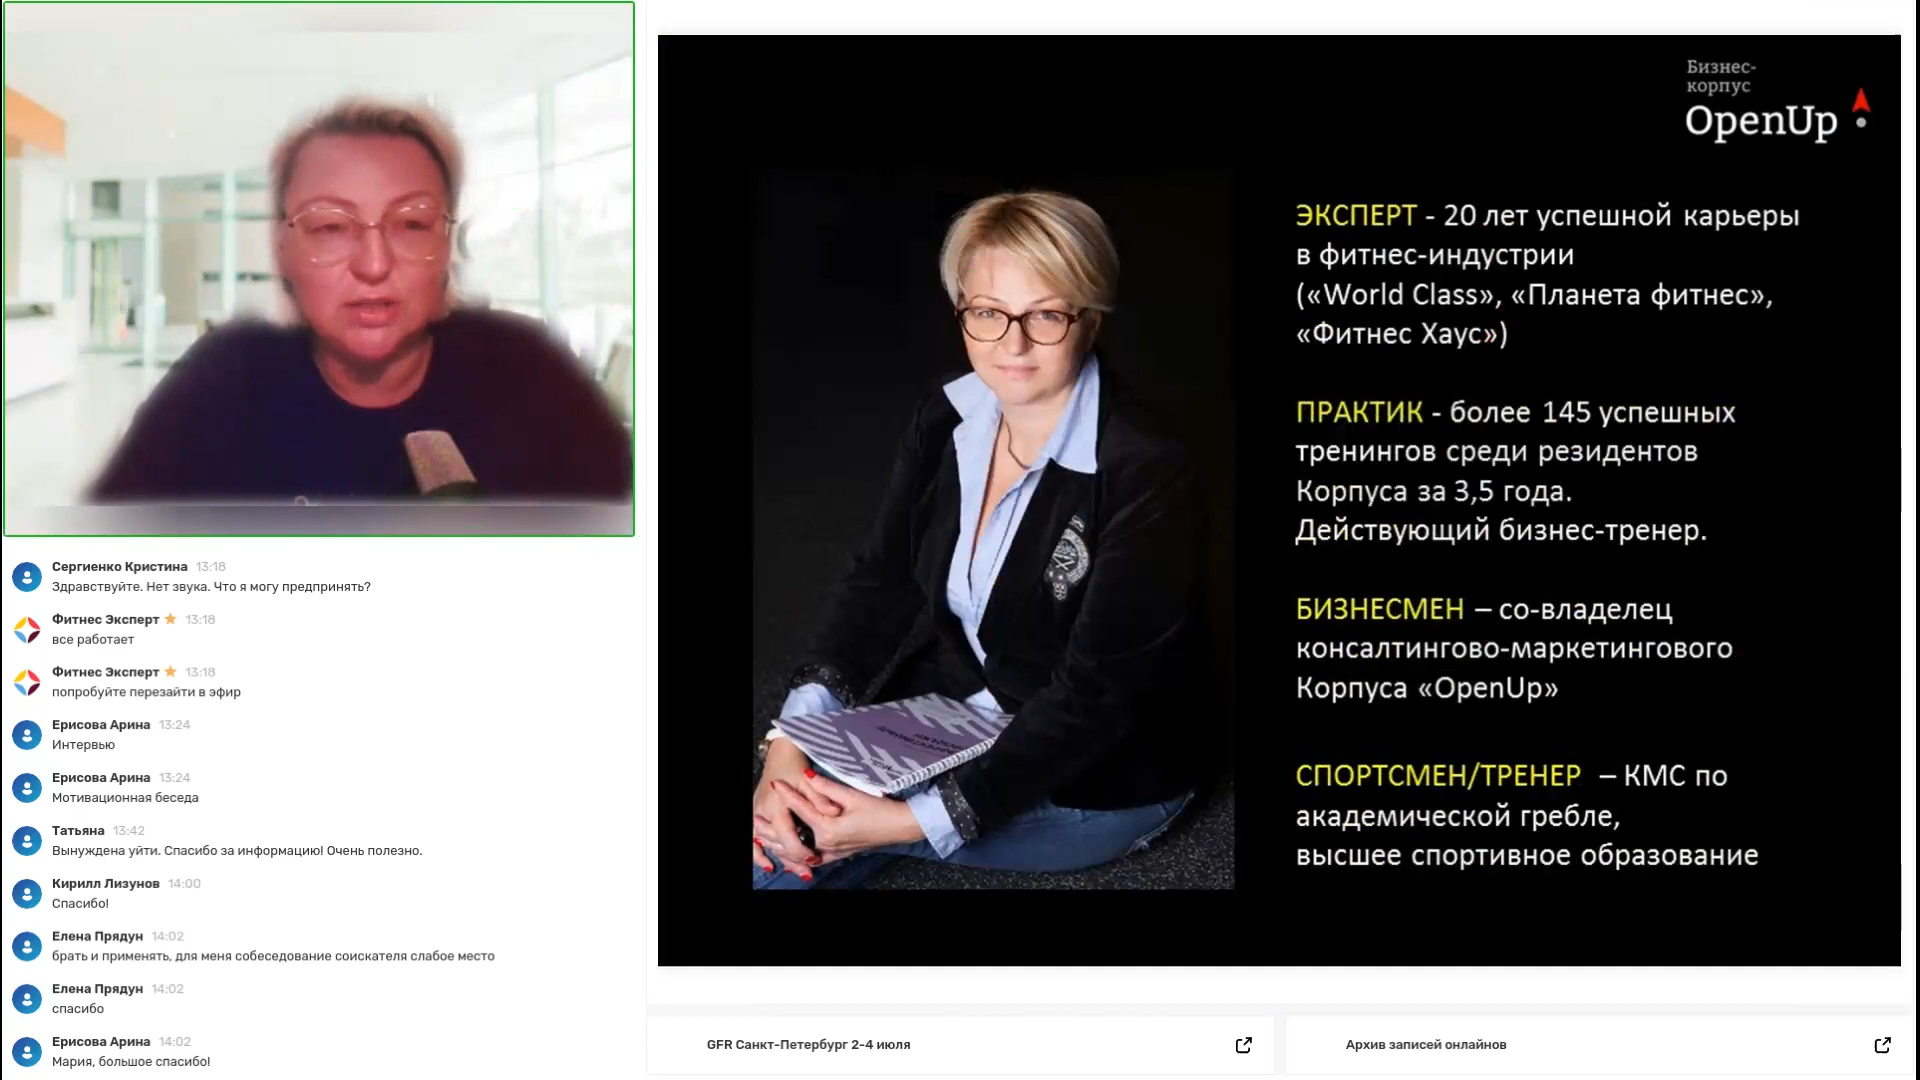 Сергиенко Кристина 13:18
Здравствуйте. Нет звука. Что я могу предпринять?
Фитнес Эксперт 13:18
все работает
Фитнес Эксперт 13:18
попробуйте перезайти в эфир
Ерисова Арина 13:24
Интервью
Ерисова Арина 13:24
Мотивационная беседа
Татьяна 13:42
Вынуждена уйти. Спасибо за информацию! Очень полезно.
Кирилл Лизунов 14:00
Спасибо!
Елена Прядун 14:02
брать и применять, для меня собеседование соискателя слабое место
Елена Прядун 14:02
спасибо
Ерисова Арина 14:02
Мария, большое спасибо!
Бизнес-
корпус
OpenUp
ЭКСПЕРТ - 20 лет успешной карьеры
в фитнес-индустрии
(«World Class», «Планета фитнес»,
«Фитнес Хаус»)
ПРАКТИК - более 145 успешных
тренингов среди резидентов
Корпуса за 3,5 года.
Действующий бизнес-тренер.
БИЗНЕСМЕН – со-владелец
консалтингово-маркетингового
Корпуса «OpenUp»
СПОРТСМЕН/ТРЕНЕР – КМС по
академической гребле,
высшее спортивное образование
GFR Санкт-Петербург 2-4 июля
Архив записей онлайнов